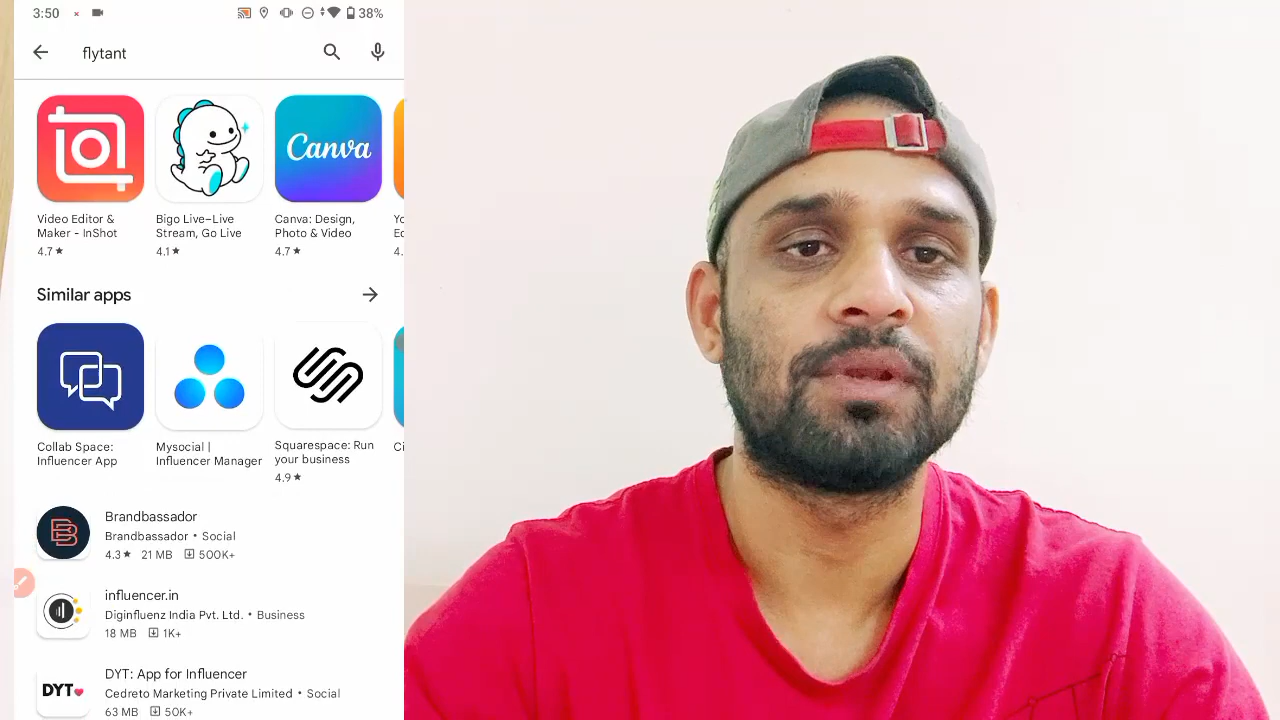 3:50
38%
flytant
Canva
Video Editor &
Maker - InShot
4.7★
Bigo Live–Live
Stream, Go Live
4.1★
Canva: Design,
Photo & Video
4.7★
4.
Similar apps
Collab Space:
Influencer App
Mysocial |
Influencer Manager
Squarespace: Run
your business
4.9★
Brandbassador
Brandbassador • Social
4.3★ 21 MB 500K+
influencer.in
Diginfluenz India Pvt. Ltd. • Business
18 MB 1K+
DYT
DYT: App for Influencer
Cedreto Marketing Private Limited • Social
63 MB 50K+